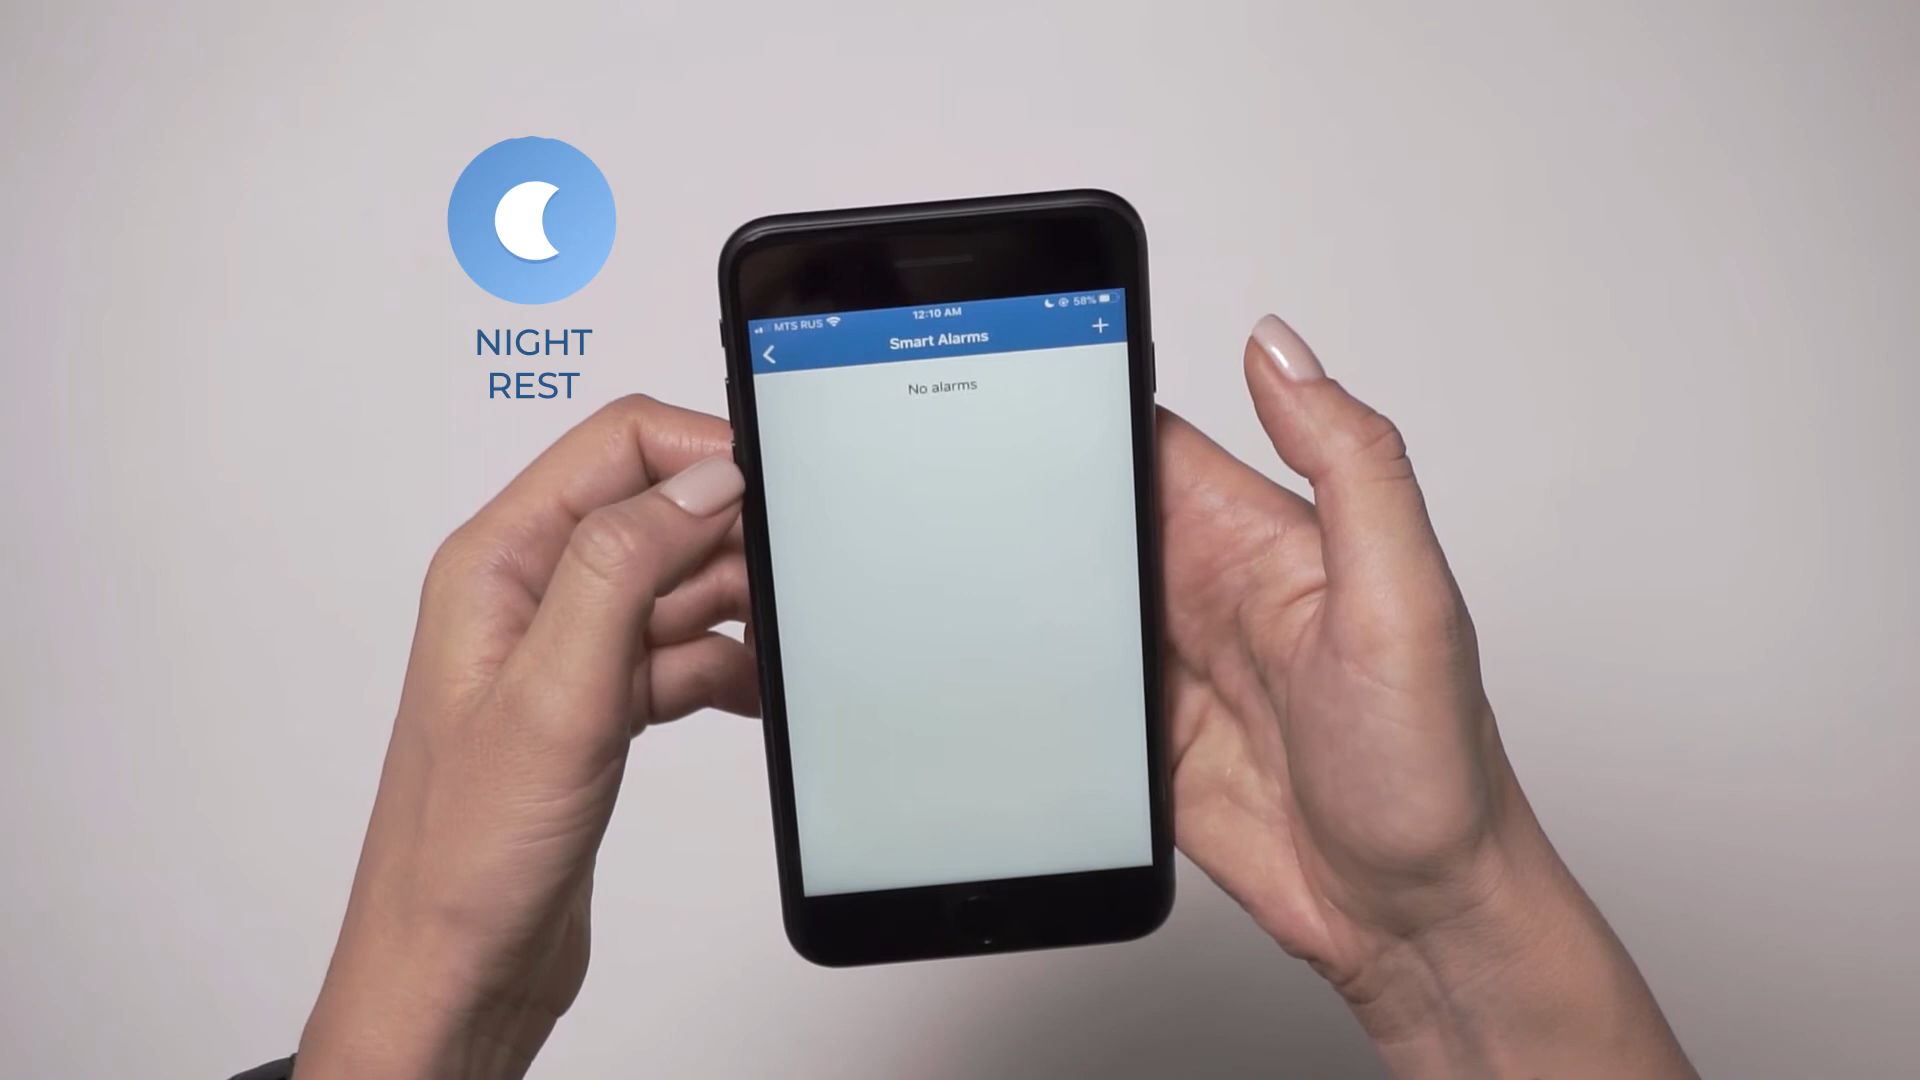 NIGHT
REST
MTS RUS
12:10 AM
58%
Smart Alarms
No alarms